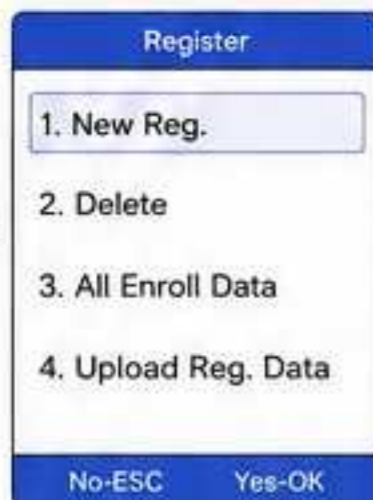 Register
1. New Reg.
2. Delete
3. All Enroll Data
4. Upload Reg. Data
No-ESC Yes-OK